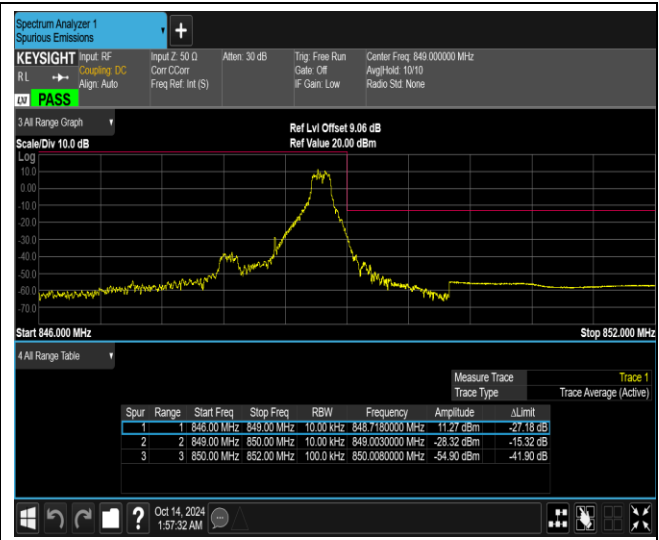 Spectrum Analyzer 1
Spurious Emissions
KEYSIGHT Input: RF Input Z: 50 Ω Atten: 30 dB Trig: Free Run Center Freq: 849.000000 MHz
Coupling: DC Corr CCorr Gate: Off Avg|Hold: 10/10
RL Align: Auto Freq Ref: Int (S) IF Gain: Low Radio Std: None
LXI PASS
3 All Range Graph
Ref Lvl Offset 9.06 dB
Scale/Div 10.0 dB Ref Value 20.00 dBm
Log
10.0
0.00
-10.0
-20.0
-30.0
-40.0
-50.0
-60.0
-70.0
Start 846.000 MHz Stop 852.000 MHz
4 All Range Table
Measure Trace Trace 1
Trace Type Trace Average (Active)
Spur Range Start Freq Stop Freq RBW Frequency Amplitude ΔLimit
1 1 846.00 MHz 849.00 MHz 10.00 kHz 848.7180000 MHz 11.27 dBm -27.18 dB
2 2 849.00 MHz 850.00 MHz 10.00 kHz 849.0030000 MHz -28.32 dBm -15.32 dB
3 3 850.00 MHz 852.00 MHz 100.0 kHz 850.0080000 MHz -54.90 dBm -41.90 dB
? Oct 14, 2024
1:57:32 AM